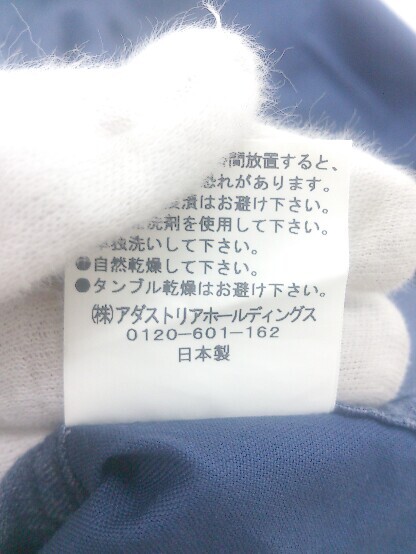 間放置すると、
恐れがあります。
漬はお避け下さい。
洗剤を使用して下さい。
独洗いして下さい。
●自然乾燥して下さい。
●タンブル乾燥はお避け下さい。
(株)アダストリアホールディングス
0120-601-162
日本製